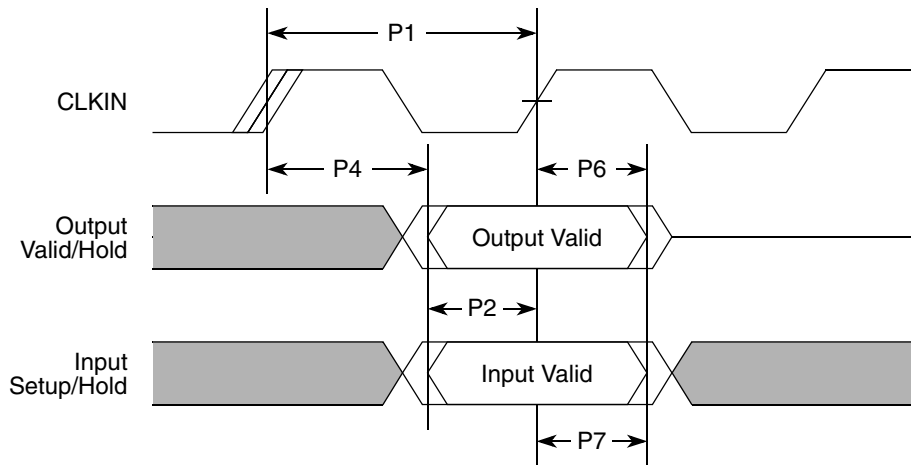 P1
CLKIN
P4
P6
Output
Valid/Hold
Output Valid
P2
Input
Setup/Hold
Input Valid
P7